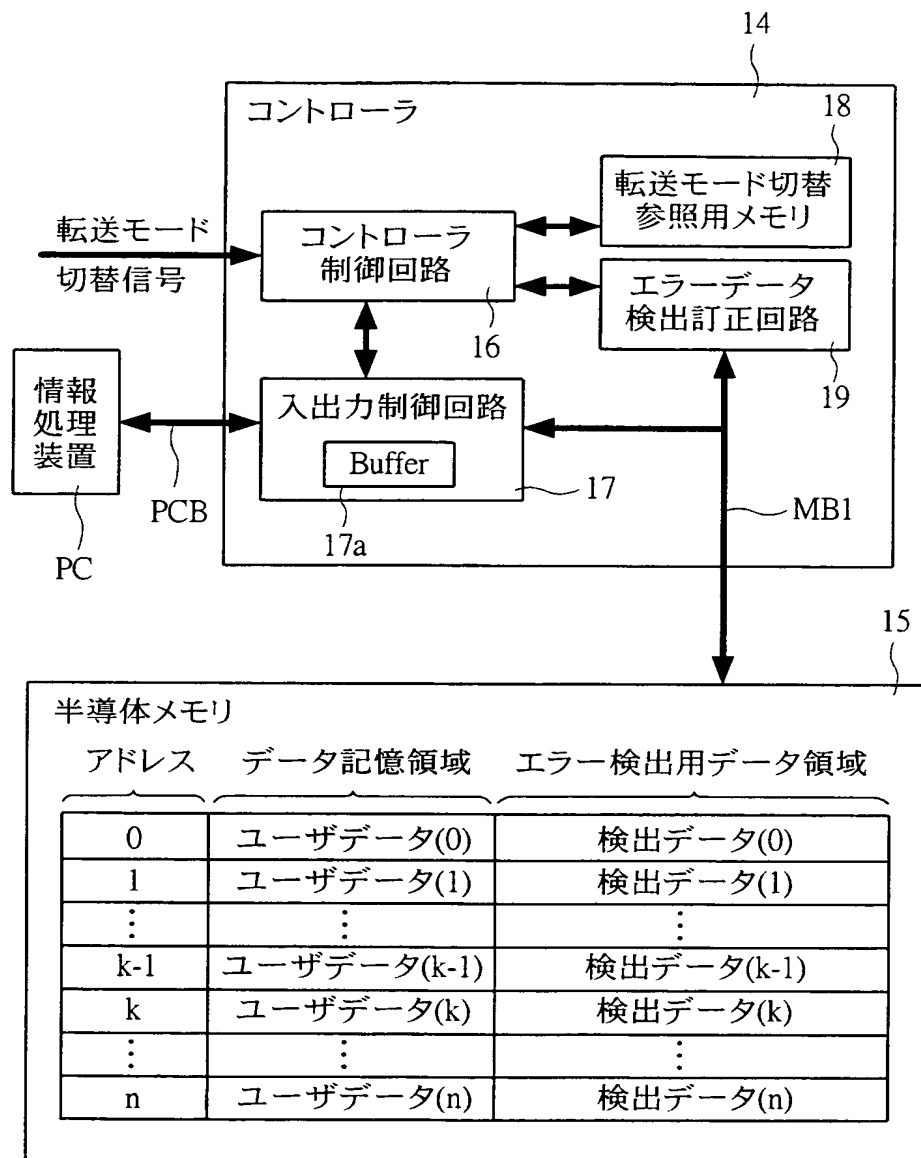 14
コントローラ
18
転送モード切替
参照用メモリ
転送モード
切替信号
コントローラ
制御回路
16
エラーデータ
検出訂正回路
19
情報
処理
装置
PC
PCB
入出力制御回路
Buffer
17a
17
MB1
15
半導体メモリ
アドレス データ記憶領域 エラー検出用データ領域
0 ユーザデータ(0) 検出データ(0)
1 ユーザデータ(1) 検出データ(1)
⋮ ⋮ ⋮
k-1 ユーザデータ(k-1) 検出データ(k-1)
k ユーザデータ(k) 検出データ(k)
⋮ ⋮ ⋮
n ユーザデータ(n) 検出データ(n)